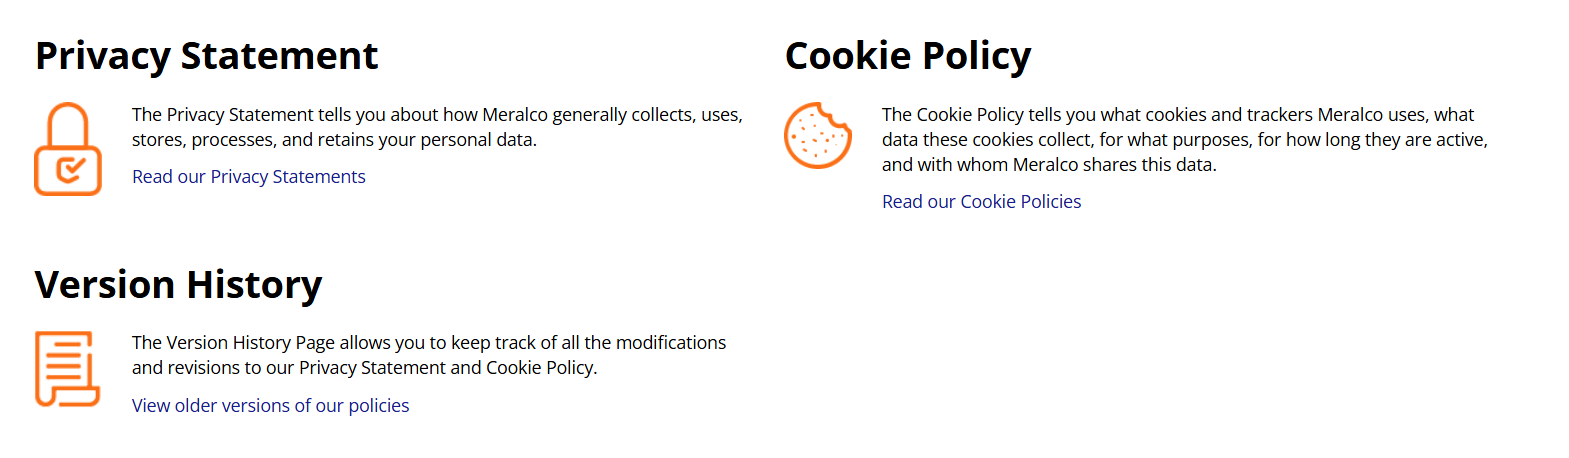 Privacy Statement
The Privacy Statement tells you about how Meralco generally collects, uses,
stores, processes, and retains your personal data.
Read our Privacy Statements
Cookie Policy
The Cookie Policy tells you what cookies and trackers Meralco uses, what
data these cookies collect, for what purposes, for how long they are active,
and with whom Meralco shares this data.
Read our Cookie Policies
Version History
The Version History Page allows you to keep track of all the modifications
and revisions to our Privacy Statement and Cookie Policy.
View older versions of our policies